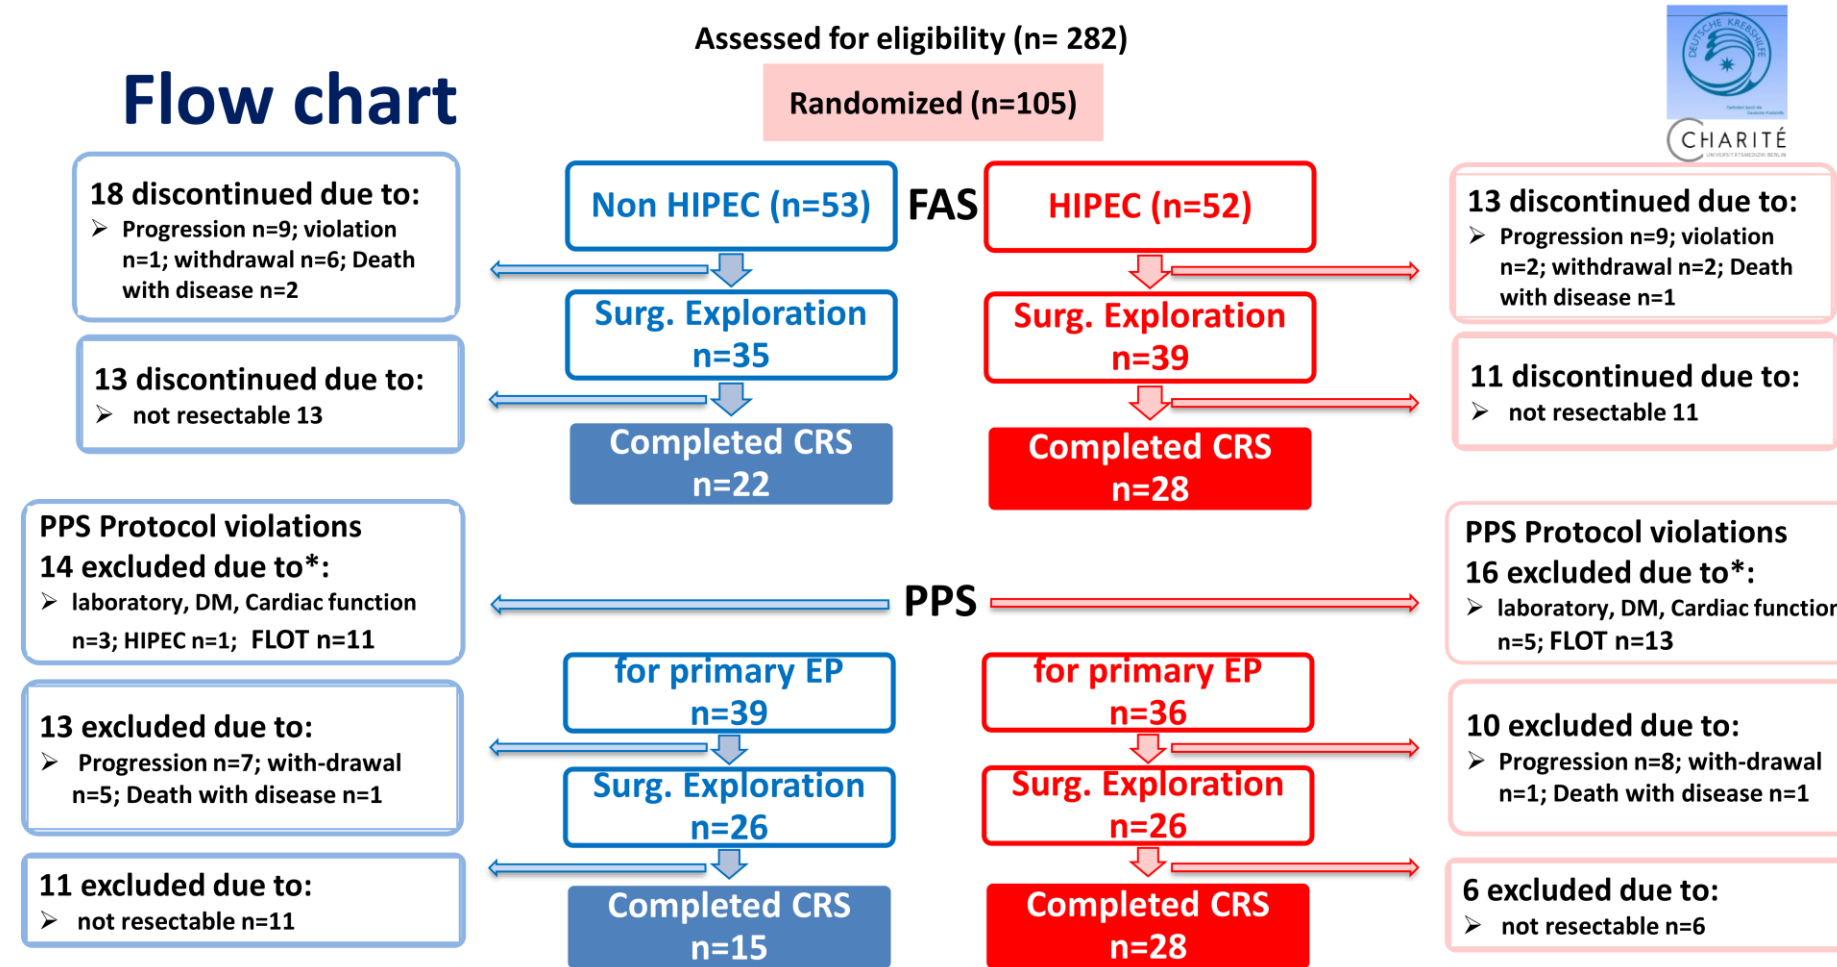 Assessed for eligibility (n= 282)
Flow chart
Randomized (n=105)
DEUTSCHE KREBSHILFE
CHARITÉ
UNIVERSITÄTSMEDIZIN BERLIN
18 discontinued due to:
➢ Progression n=9; violation
n=1; withdrawal n=6; Death
with disease n=2
Non HIPEC (n=53)
FAS
HIPEC (n=52)
13 discontinued due to:
➢ Progression n=9; violation
n=2; withdrawal n=2; Death
with disease n=1
Surg. Exploration
n=35
Surg. Exploration
n=39
13 discontinued due to:
➢ not resectable 13
11 discontinued due to:
➢ not resectable 11
Completed CRS
n=22
Completed CRS
n=28
PPS Protocol violations
14 excluded due to*:
➢ laboratory, DM, Cardiac function
n=3; HIPEC n=1; FLOT n=11
PPS
PPS Protocol violations
16 excluded due to*:
➢ laboratory, DM, Cardiac function
n=5; FLOT n=13
for primary EP
n=39
for primary EP
n=36
13 excluded due to:
➢ Progression n=7; with-drawal
n=5; Death with disease n=1
10 excluded due to:
➢ Progression n=8; with-drawal
n=1; Death with disease n=1
Surg. Exploration
n=26
Surg. Exploration
n=26
11 excluded due to:
➢ not resectable n=11
6 excluded due to:
➢ not resectable n=6
Completed CRS
n=15
Completed CRS
n=28